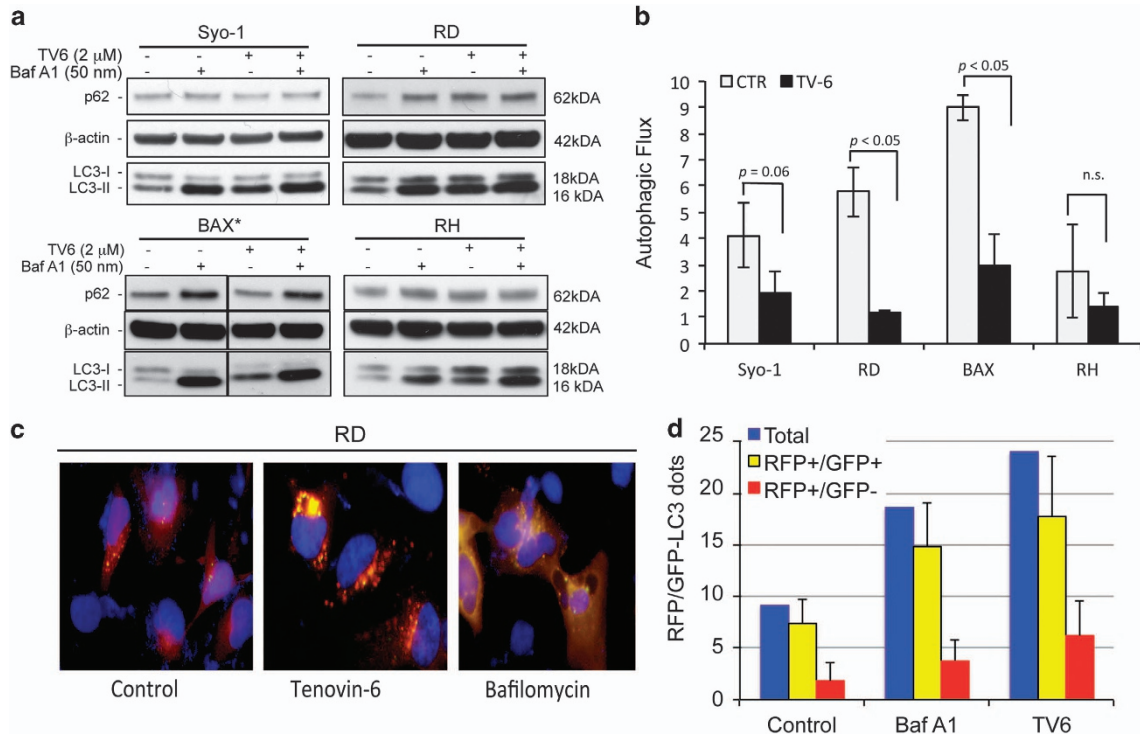 a
Syo-1
RD
TV6 (2 μM) - - + + - - + +
Baf A1 (50 nm) - + - + - + - +
p62 - 62kDA
β-actin - 42kDA
LC3-I - 18kDA
LC3-II - 16 kDA
BAX*
RH
TV6 (2 μM) - - + + - - + +
Baf A1 (50 nm) - + - + - + - +
p62 - 62kDA
β-actin - 42kDA
LC3-I - 18kDA
LC3-II - 16 kDA
b
CTR TV-6
Autophagic Flux
10
9
8
7
6
5
4
3
2
1
0
p = 0.06
p < 0.05
p < 0.05
n.s.
Syo-1 RD BAX RH
c
RD
Control Tenovin-6 Bafilomycin
d
Total
RFP+/GFP+
RFP+/GFP-
RFP/GFP-LC3 dots
25
20
15
10
5
0
Control Baf A1 TV6